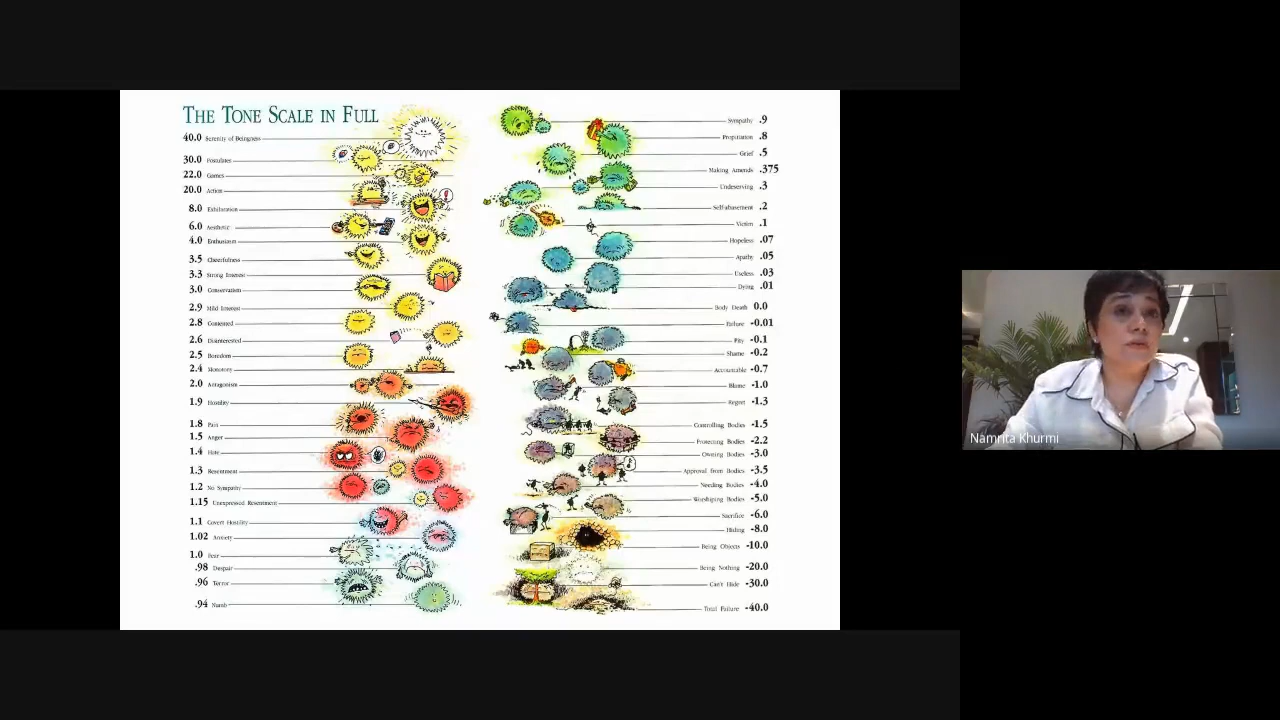 THE TONE SCALE IN FULL
40.0 Serenity of Beingness
30.0 Postulates
22.0 Games
20.0 Action
8.0 Exhilaration
6.0 Aesthetic
4.0 Enthusiasm
3.5 Cheerfulness
3.3 Strong Interest
3.0 Conservatism
2.9 Mild Interest
2.8 Contented
2.6 Disinterested
2.5 Boredom
2.4 Monotony
2.0 Antagonism
1.9 Hostility
1.8 Pain
1.5 Anger
1.4 Hate
1.3 Resentment
1.2 No Sympathy
1.15 Unexpressed Resentment
1.1 Covert Hostility
1.02 Anxiety
1.0 Fear
.98 Despair
.96 Terror
.94 Numb
Sympathy .9
Propitiation .8
Grief .5
Making Amends .375
Undeserving .3
Self-abasement .2
Victim .1
Hopeless .07
Apathy .05
Useless .03
Dying .01
Body Death 0.0
Failure -0.01
Pity -0.1
Shame -0.2
Accountable -0.7
Blame -1.0
Regret -1.3
Controlling Bodies -1.5
Protecting Bodies -2.2
Owning Bodies -3.0
Approval from Bodies -3.5
Needing Bodies -4.0
Worshiping Bodies -5.0
Sacrifice -6.0
Hiding -8.0
Being Objects -10.0
Being Nothing -20.0
Can't Hide -30.0
Total Failure -40.0
Namrita Khurmi